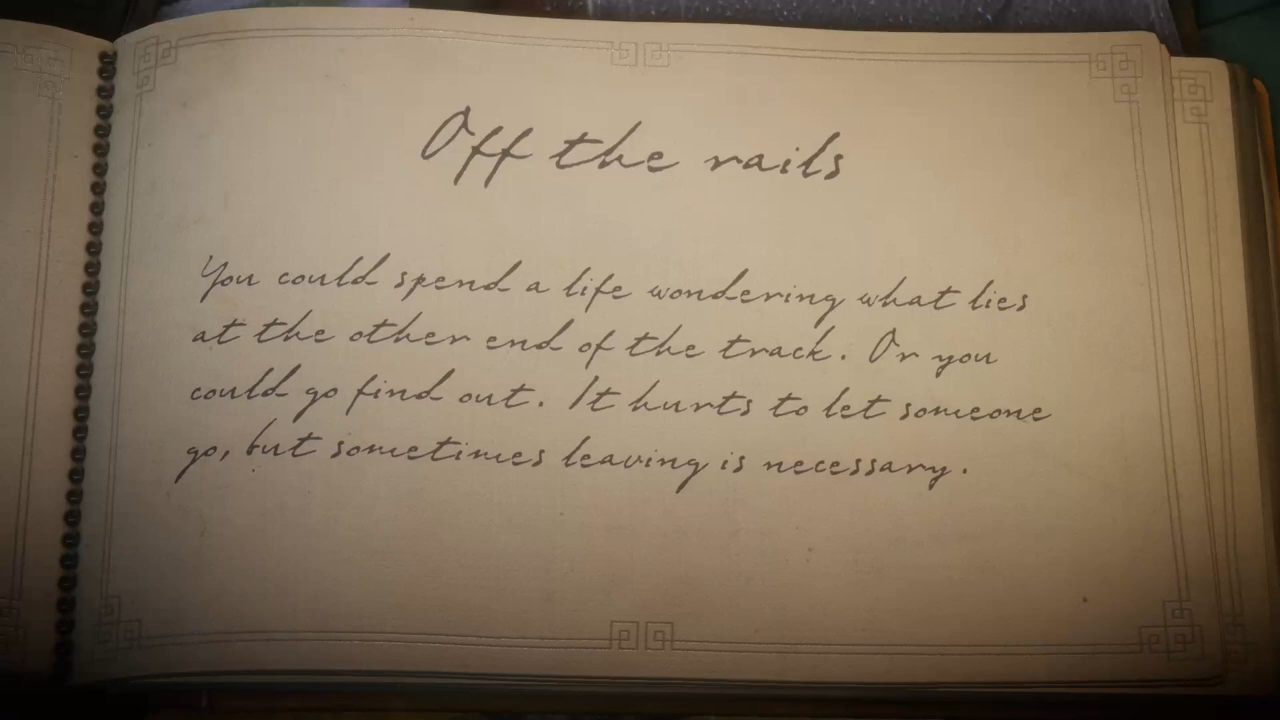 Off the rails
You could spend a life wondering what lies
at the other end of the track. Or you
could go find out. It hurts to let someone
go, but sometimes leaving is necessary.